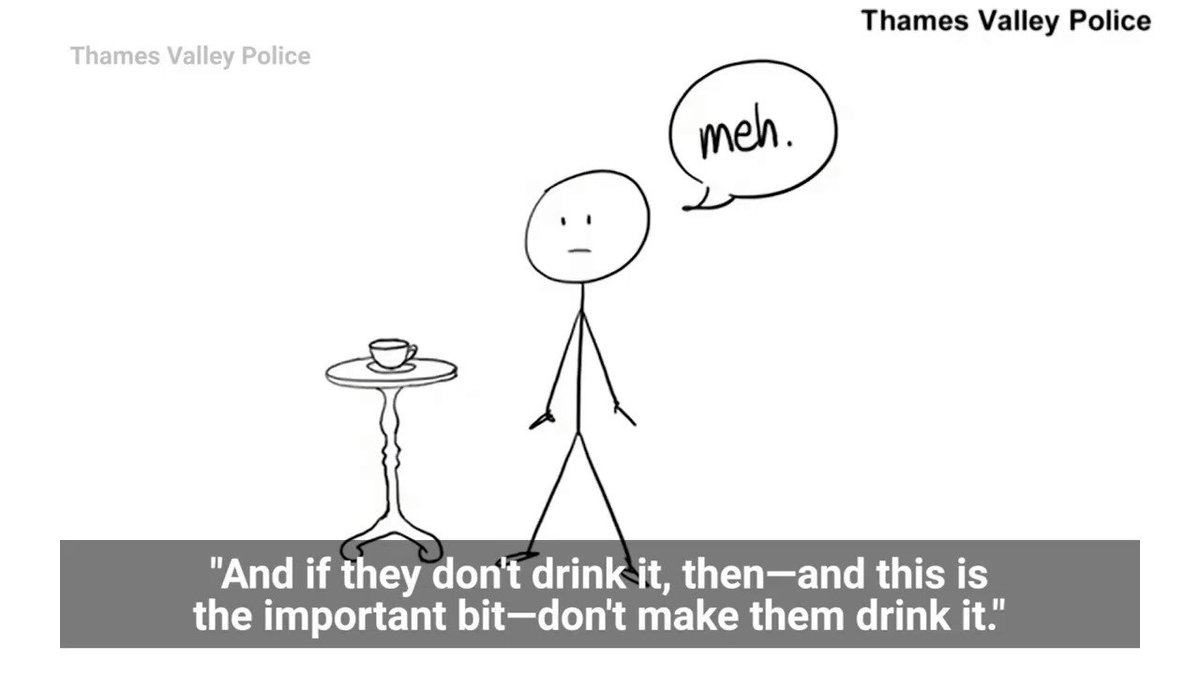 Thames Valley Police
Thames Valley Police
meh.
"And if they don't drink it, then—and this is
the important bit—don't make them drink it."